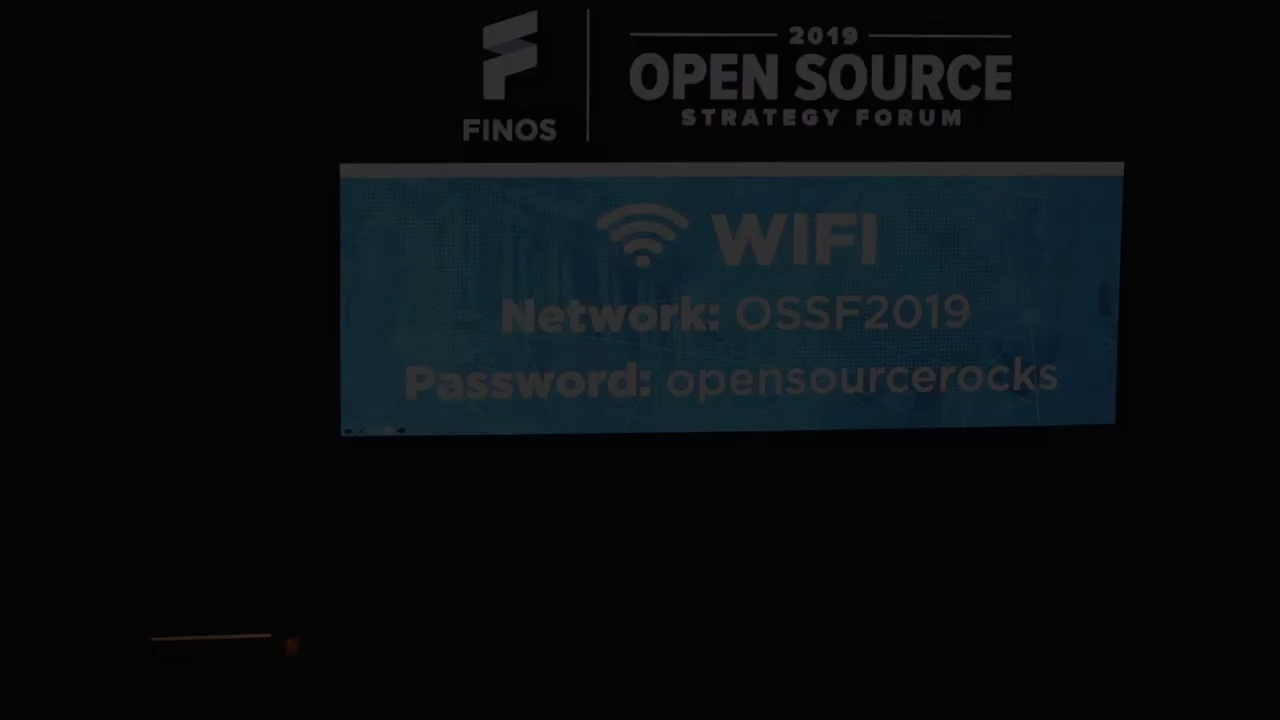 FINOS
2019
OPEN SOURCE
STRATEGY FORUM
WIFI
Network: OSSF2019
Password: opensourcerocks